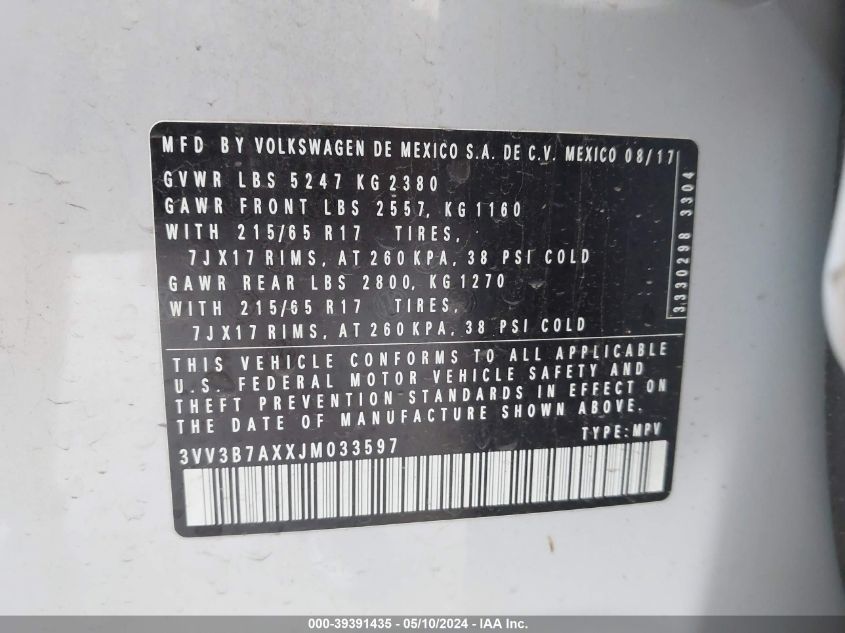 MFD BY VOLKSWAGEN DE MEXICO S.A. DE C.V. MEXICO 08/17
GVWR LBS 5247 KG 2380
GAWR FRONT LBS 2557, KG 1160
WITH 215/65 R17 TIRES,
7JX17 RIMS, AT 260 KPA, 38 PSI COLD
GAWR REAR LBS 2800, KG 1270
WITH 215/65 R17 TIRES,
7JX17 RIMS, AT 260 KPA, 38 PSI COLD
THIS VEHICLE CONFORMS TO ALL APPLICABLE
U.S. FEDERAL MOTOR VEHICLE SAFETY AND
THEFT PREVENTION STANDARDS IN EFFECT ON
THE DATE OF MANUFACTURE SHOWN ABOVE.
TYPE: MPV
3VV3B7AXXJM033597
3330298 3304
000-39391435 - 05/10/2024 - IAA Inc.